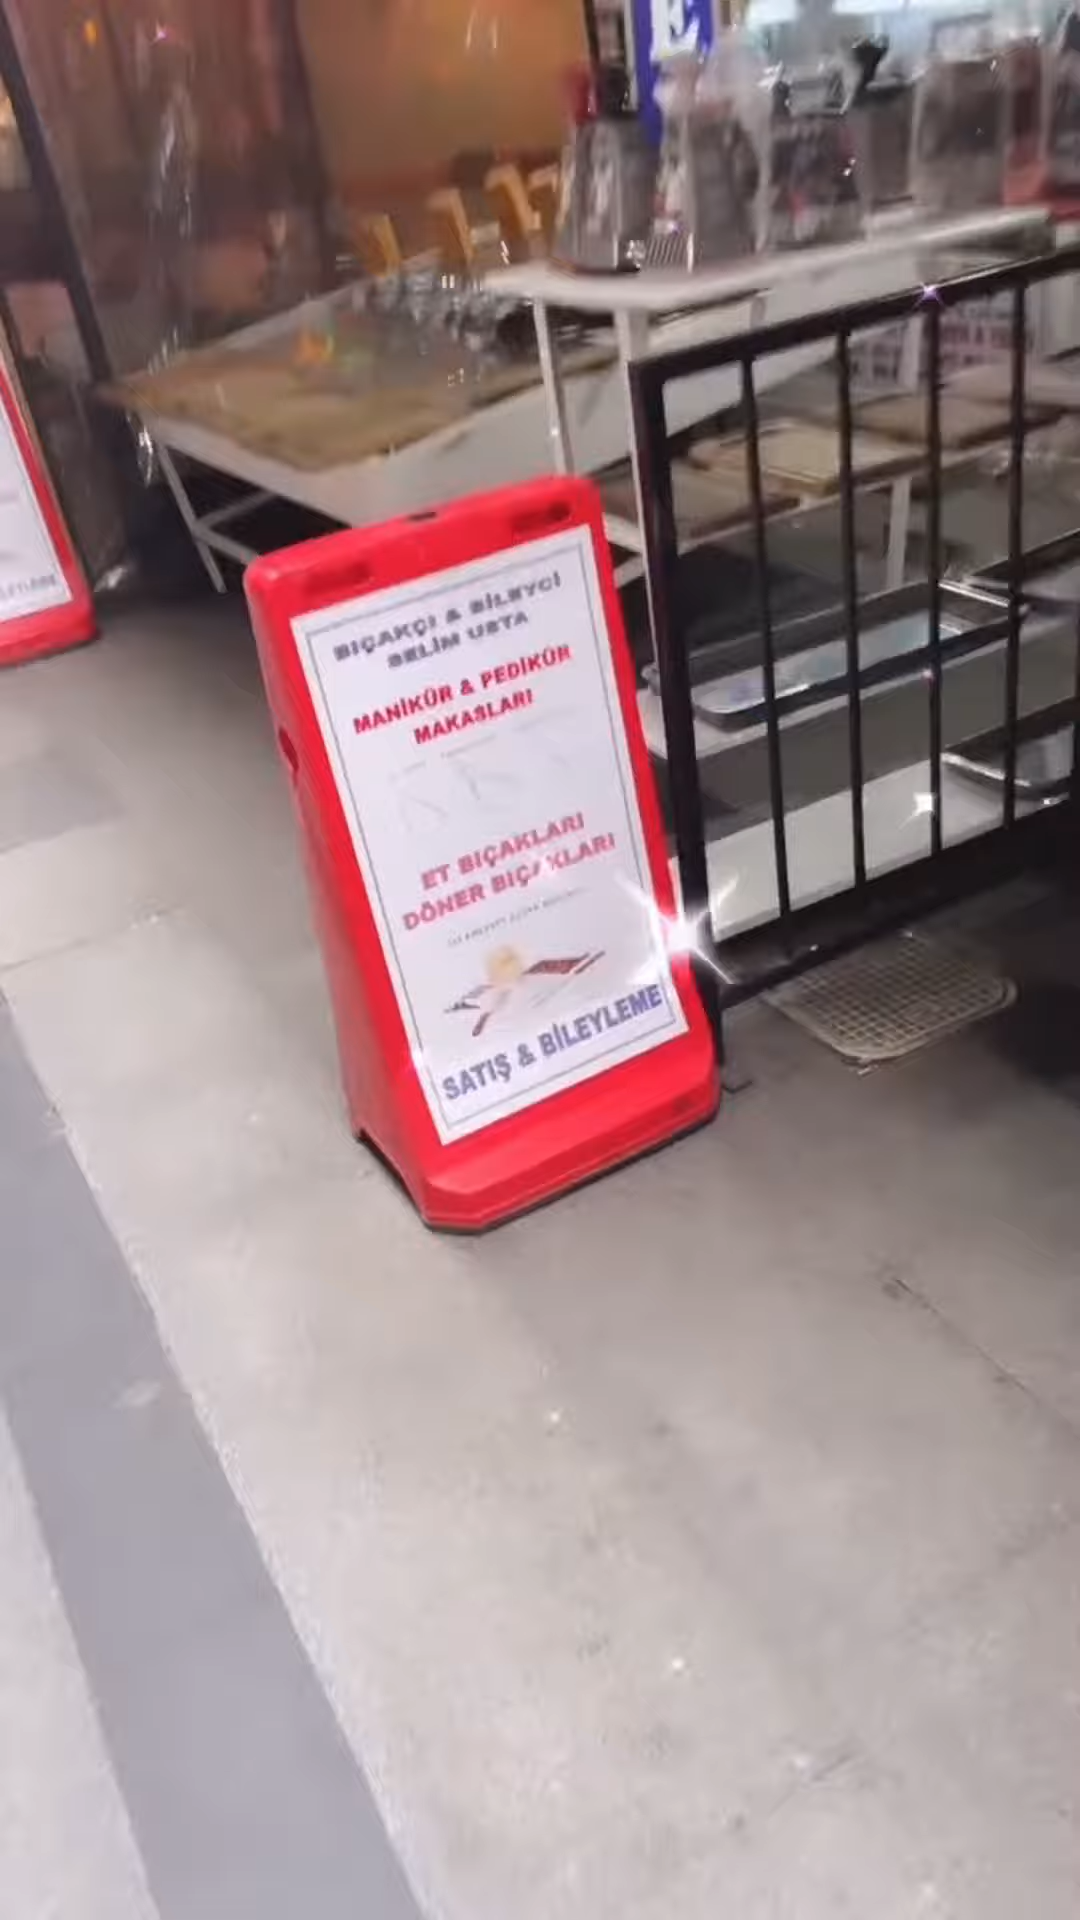 E
BIÇAKÇI & BİLEYCİ
SELİM USTA
MANİKÜR & PEDİKÜR
MAKASLARI
ET BIÇAKLARI
DÖNER BIÇAKLARI
SATIŞ & BİLEYLEME